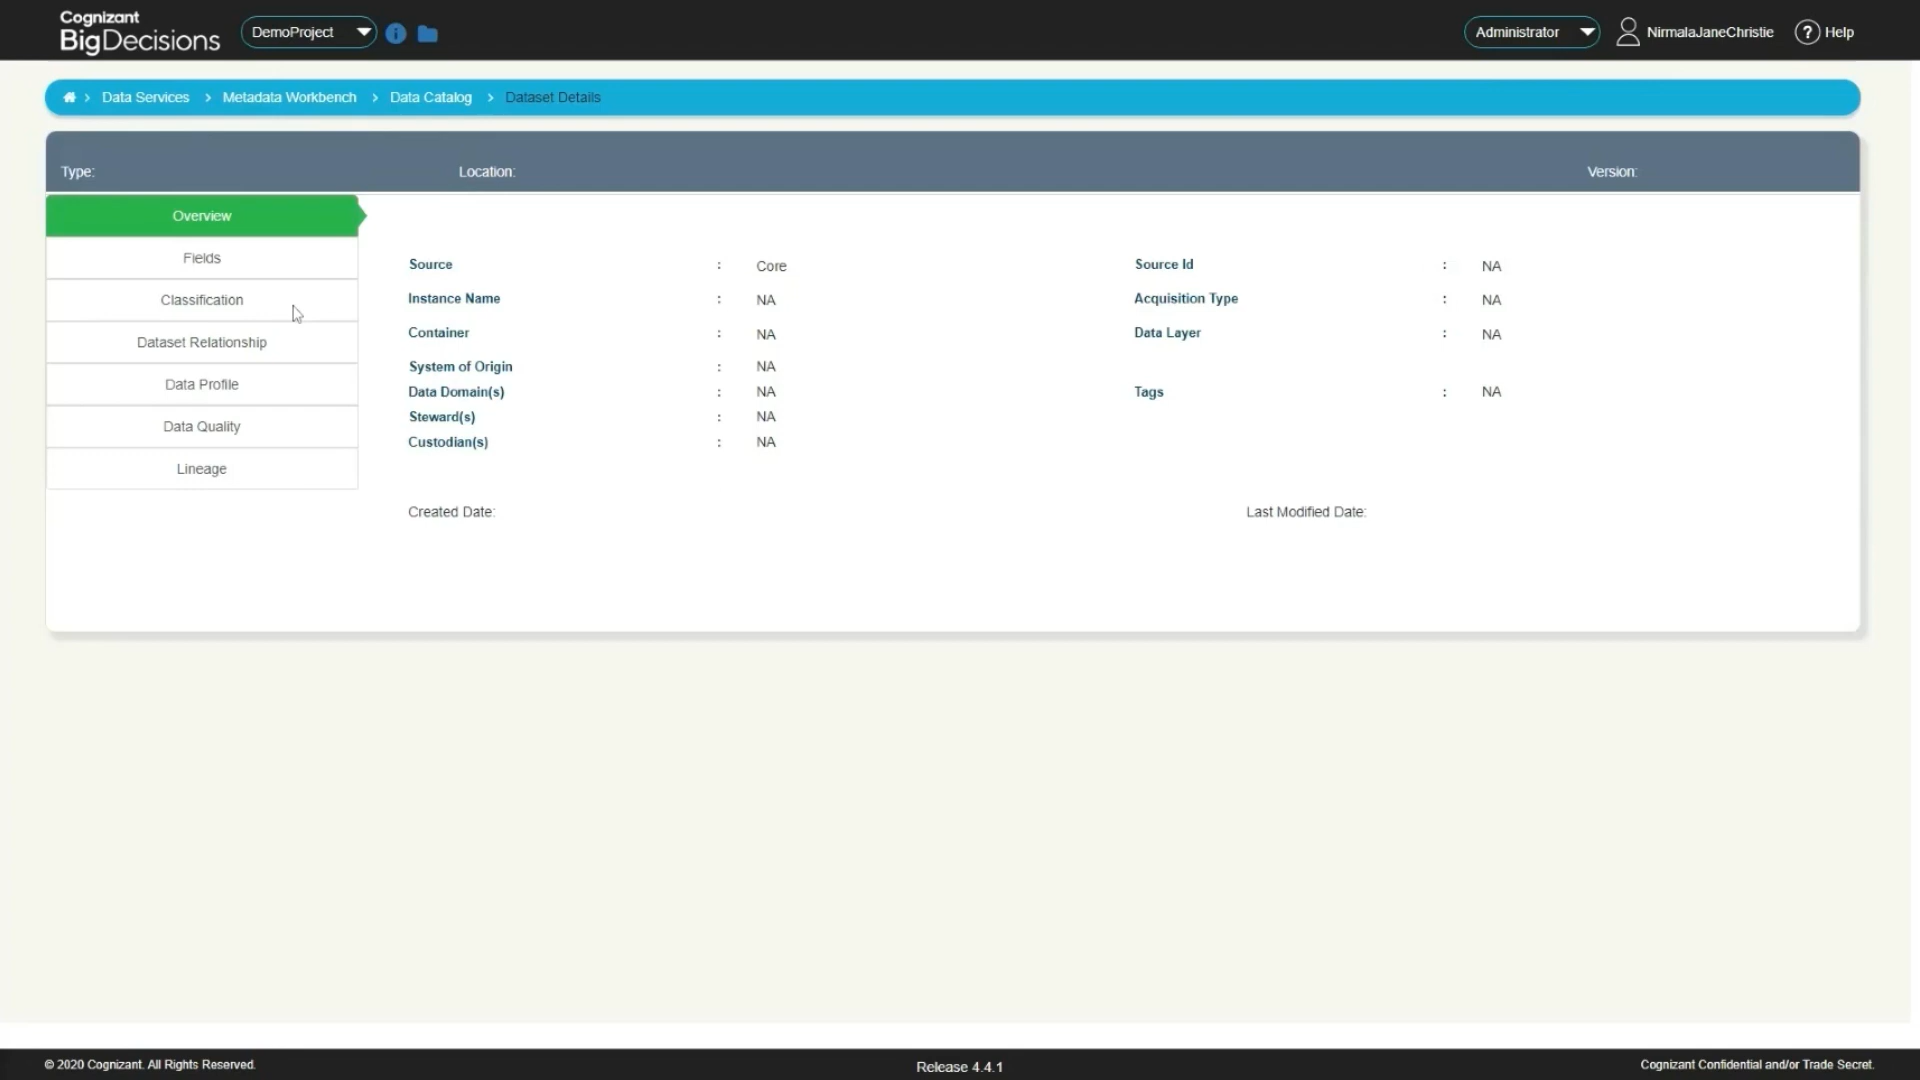 Cognizant
BigDecisions
DemoProject
Administrator
NirmalaJaneChristie
? Help
> Data Services > Metadata Workbench > Data Catalog > Dataset Details
Type: Location: Version:
Overview
Fields
Classification
Dataset Relationship
Data Profile
Data Quality
Lineage
Source : Core Source Id : NA
Instance Name : NA Acquisition Type : NA
Container : NA Data Layer : NA
System of Origin : NA
Data Domain(s) : NA Tags : NA
Steward(s) : NA
Custodian(s) : NA
Created Date: Last Modified Date:
© 2020 Cognizant. All Rights Reserved. Release 4.4.1 Cognizant Confidential and/or Trade Secret.